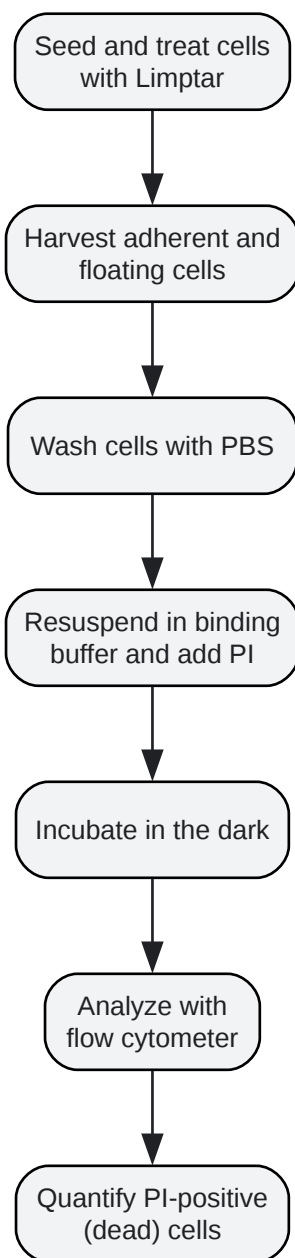 Seed and treat cells
with Limptar
Harvest adherent and
floating cells
Wash cells with PBS
Resuspend in binding
buffer and add PI
Incubate in the dark
Analyze with
flow cytometer
Quantify PI-positive
(dead) cells